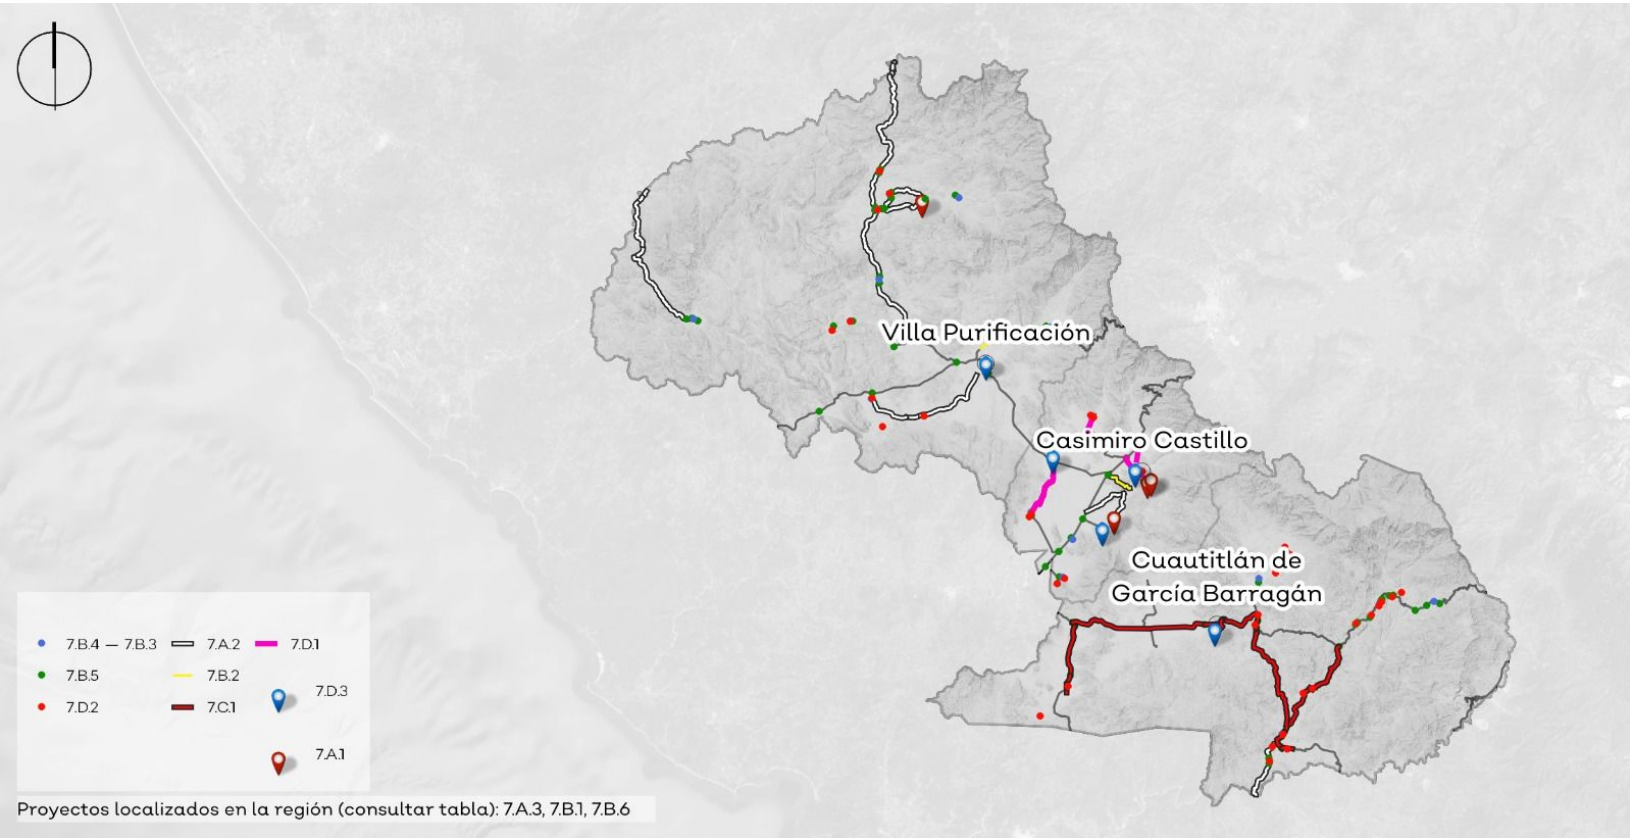 Villa Purificación
Casimiro Castillo
Cuautitlán de
García Barragán
7.B.4 — 7.B.3
7.A.2
7.D.1
7.B.5
7.B.2
7.D.3
7.D.2
7.C.1
7.A.1
Proyectos localizados en la región (consultar tabla): 7.A.3, 7.B.1, 7.B.6